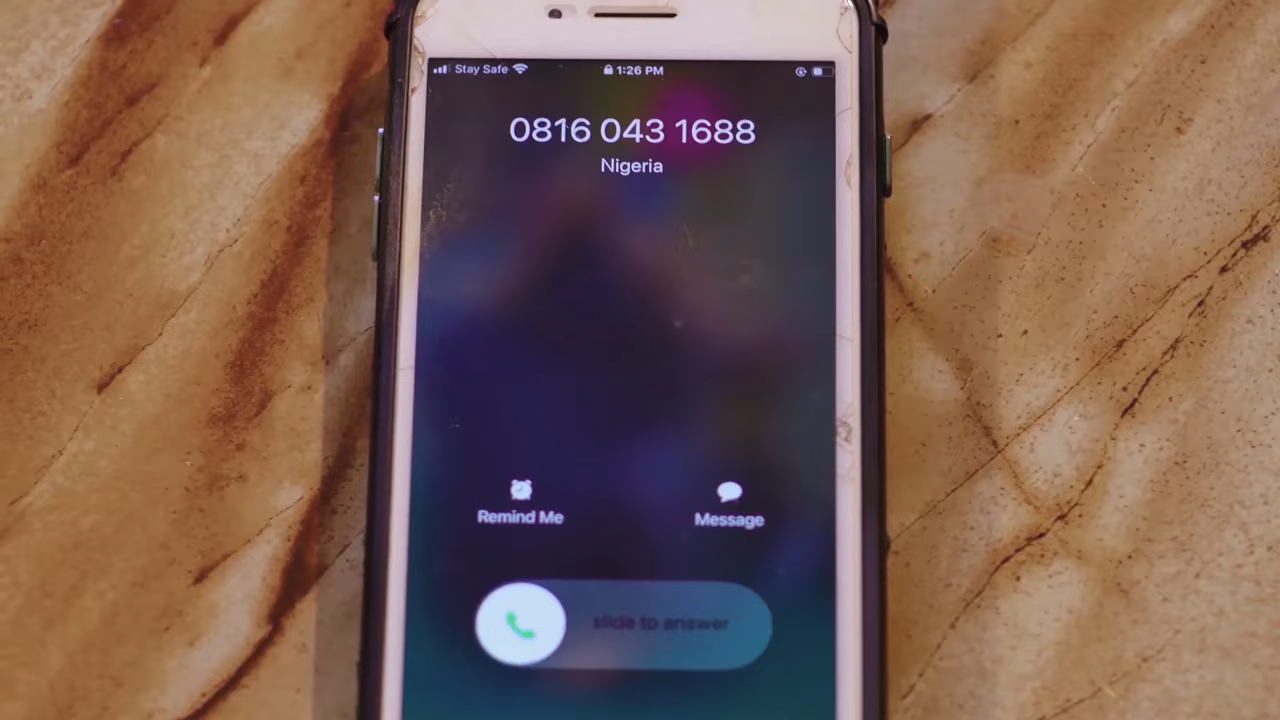 Stay Safe 1:26 PM
0816 043 1688
Nigeria
Remind Me Message
slide to answer